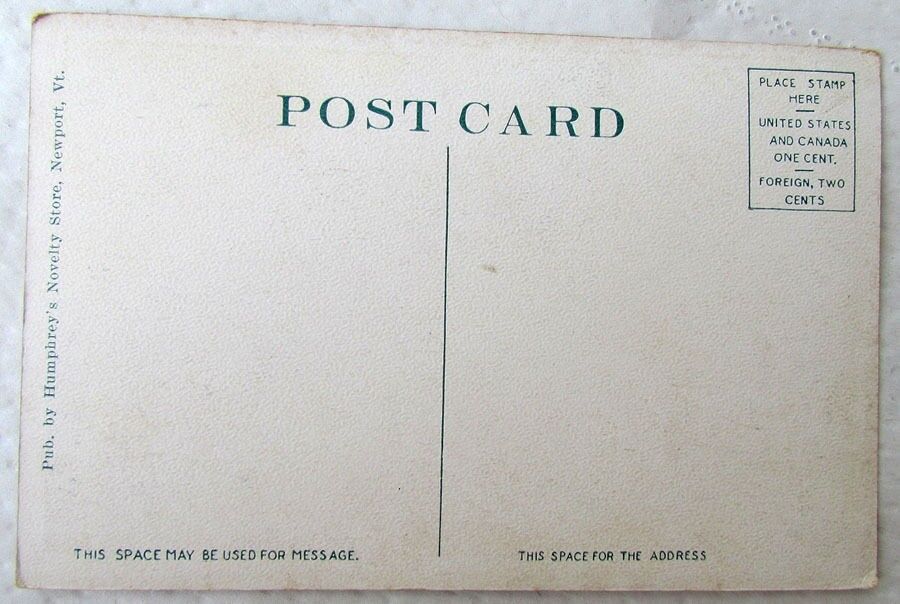 POST CARD
PLACE STAMP
HERE
UNITED STATES
AND CANADA
ONE CENT.
FOREIGN, TWO
CENTS
Pub. by Humphrey's Novelty Store, Newport, Vt.
THIS SPACE MAY BE USED FOR MESSAGE.
THIS SPACE FOR THE ADDRESS